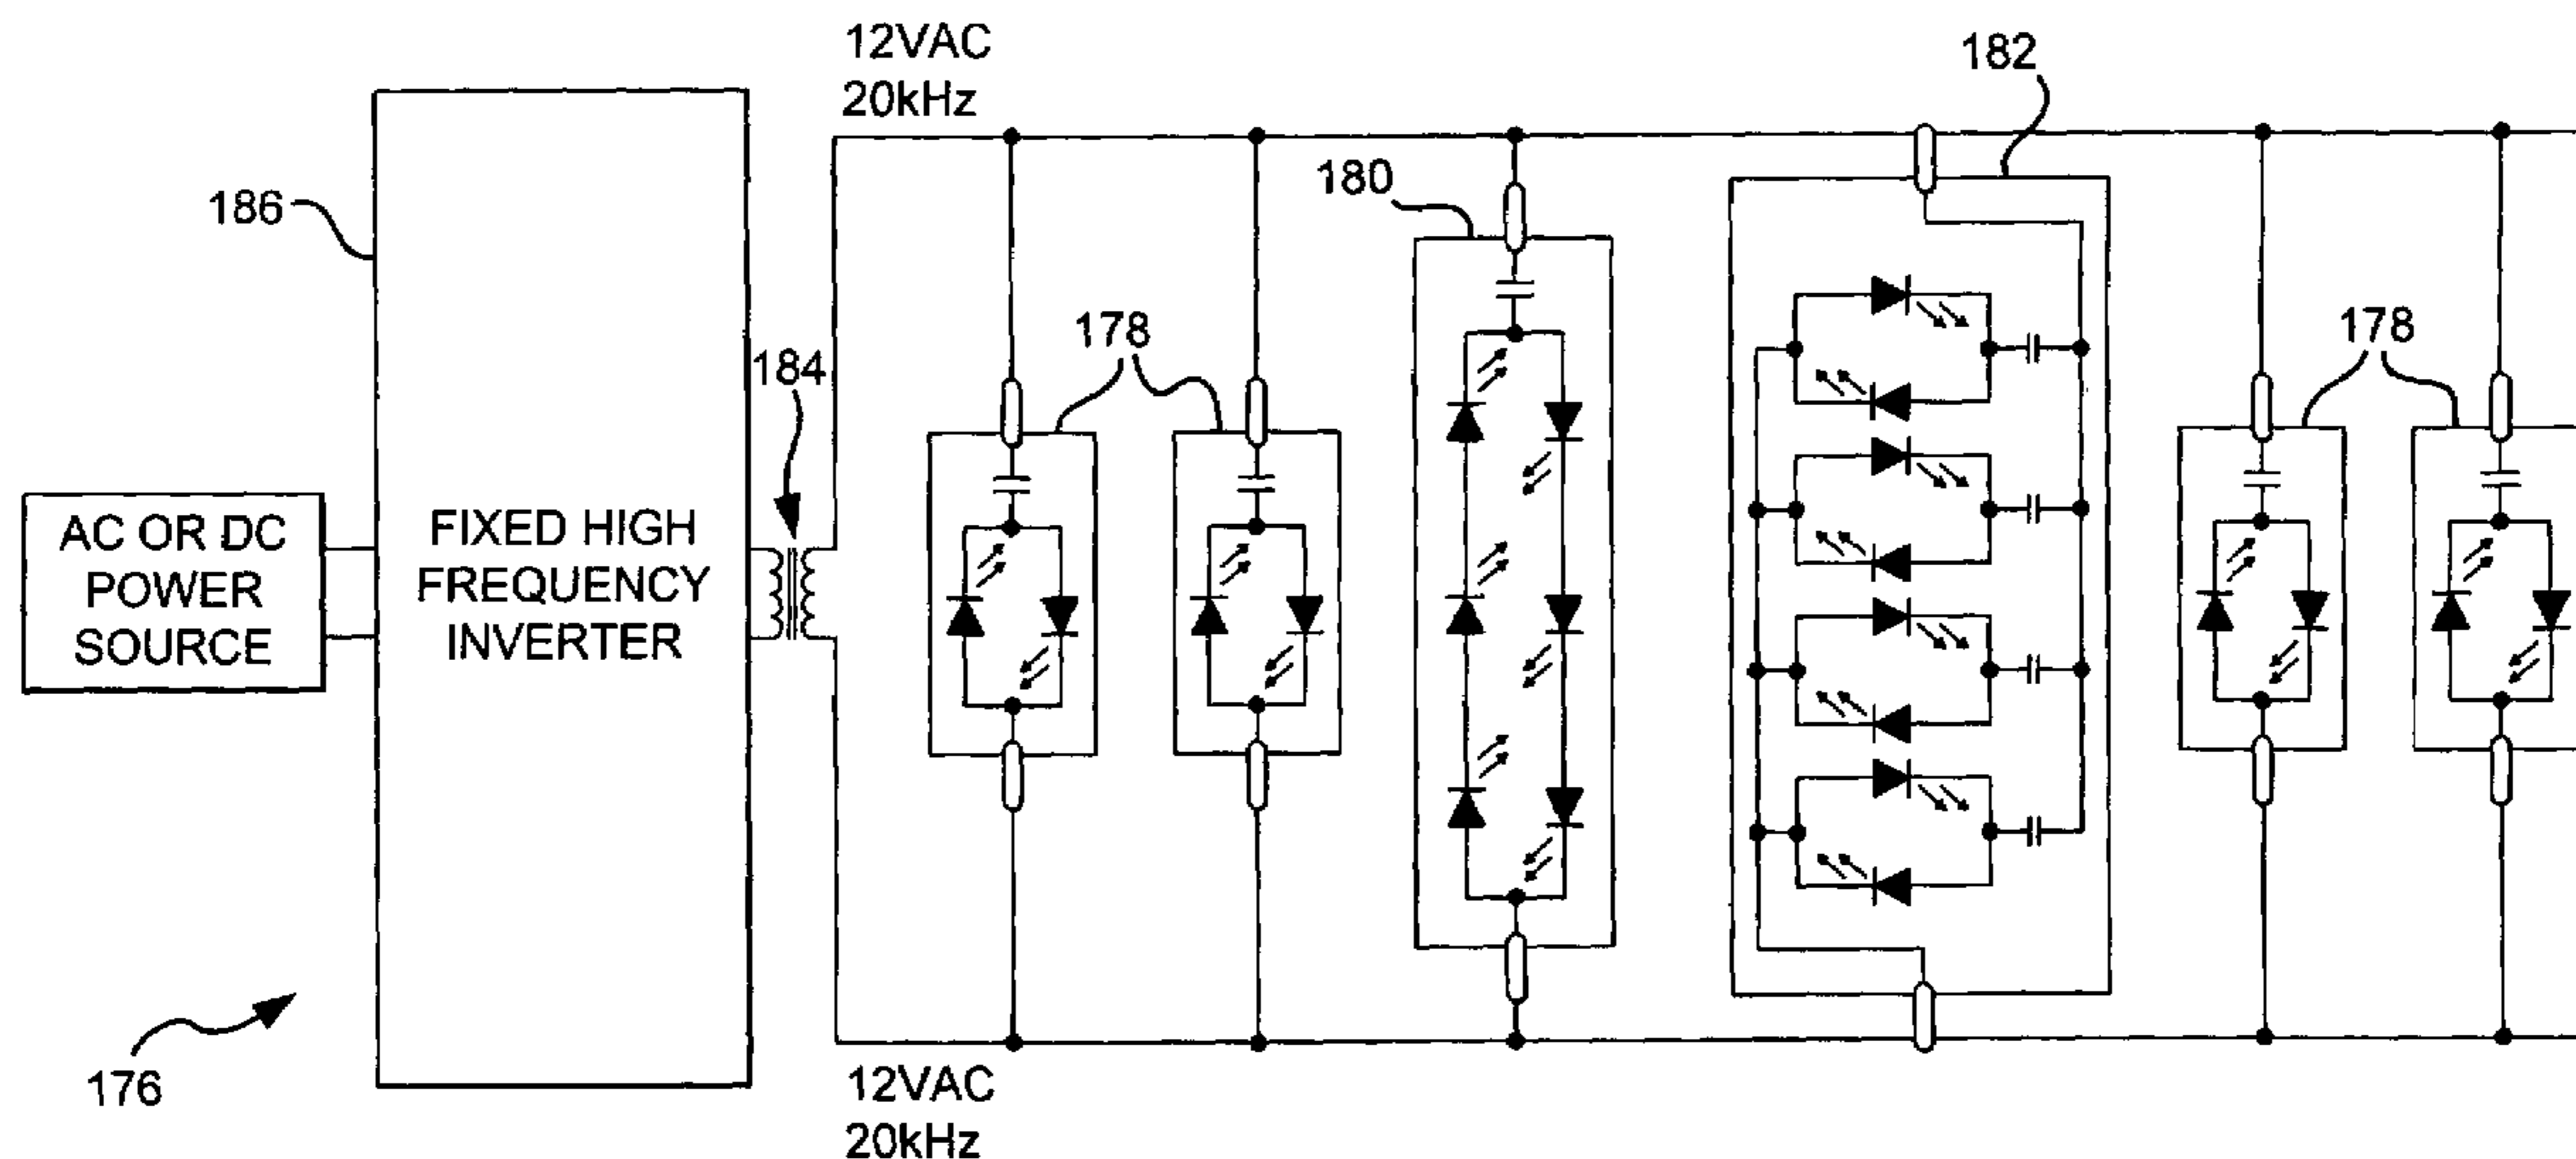 12VAC
20kHz
182
180
186
178
178
184
AC OR DC
POWER
SOURCE
FIXED HIGH
FREQUENCY
INVERTER
176
12VAC
20kHz